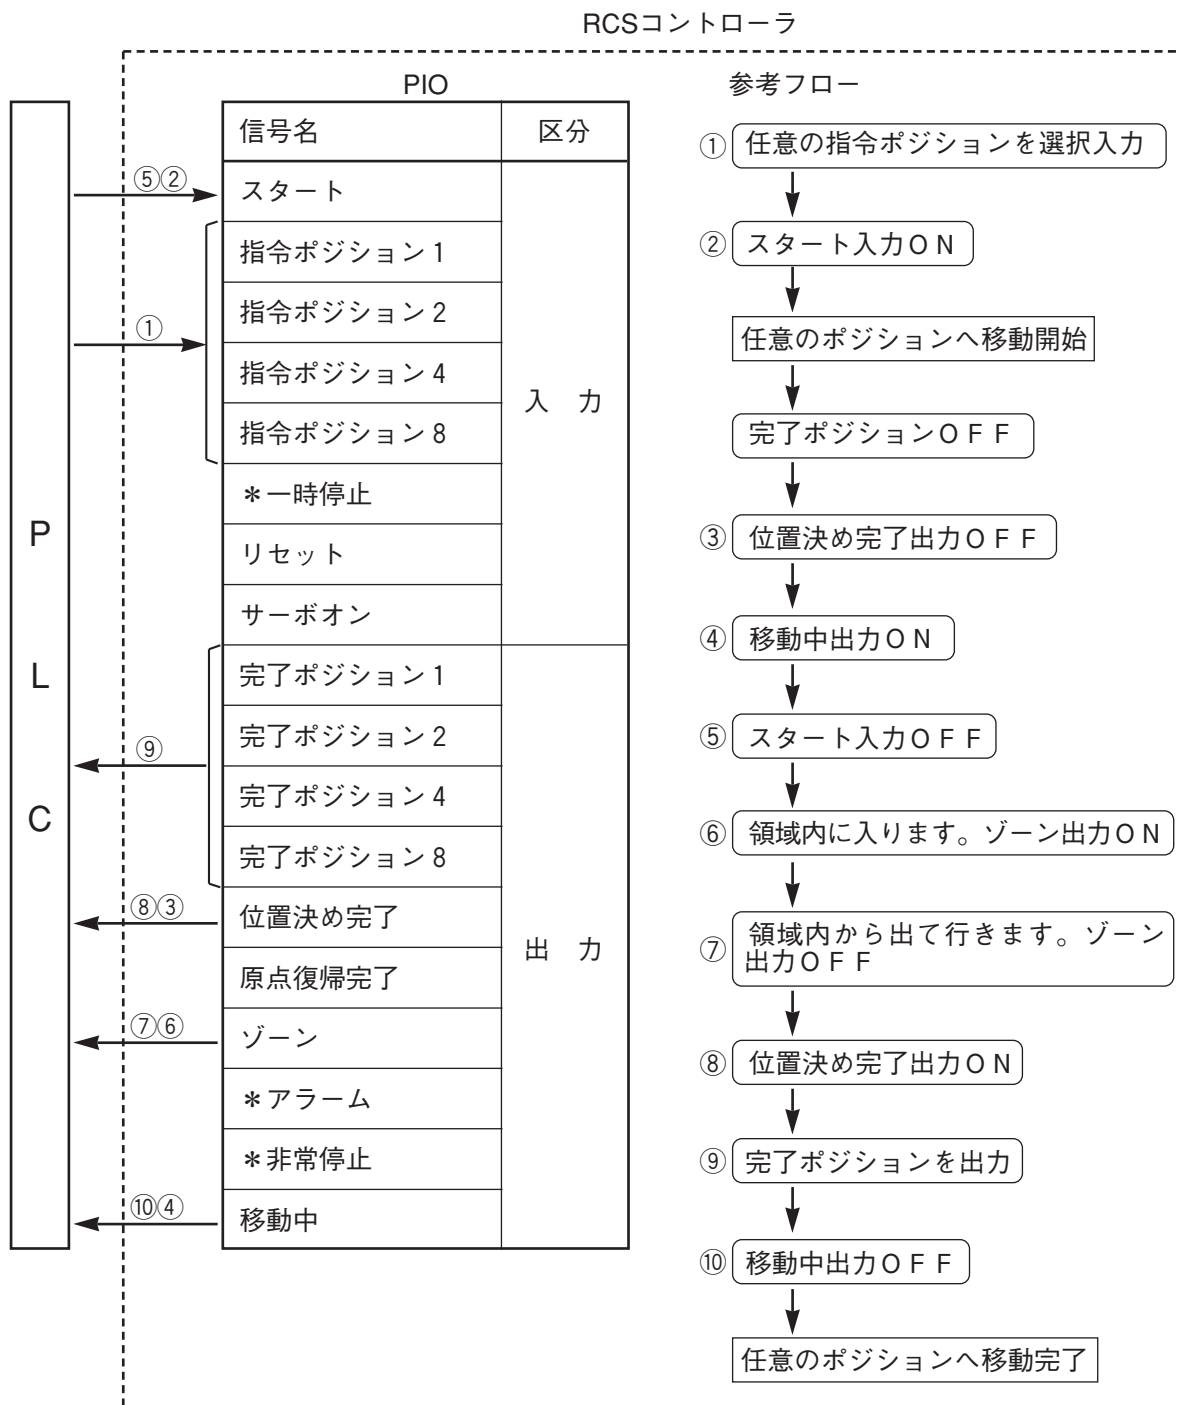 RCSコントローラ
PIO
信号名
区分
⑤②
スタート
指令ポジション1
指令ポジション2
①
指令ポジション4
指令ポジション8
入 力
＊一時停止
リセット
サーボオン
P
L
C
完了ポジション1
完了ポジション2
⑨
完了ポジション4
完了ポジション8
⑧③
位置決め完了
出 力
原点復帰完了
⑦⑥
ゾーン
＊アラーム
＊非常停止
⑩④
移動中
参考フロー
① 任意の指令ポジションを選択入力
② スタート入力ＯＮ
任意のポジションへ移動開始
完了ポジションＯＦＦ
③ 位置決め完了出力ＯＦＦ
④ 移動中出力ＯＮ
⑤ スタート入力ＯＦＦ
⑥ 領域内に入ります。ゾーン出力ＯＮ
⑦ 領域内から出て行きます。ゾーン
出力ＯＦＦ
⑧ 位置決め完了出力ＯＮ
⑨ 完了ポジションを出力
⑩ 移動中出力ＯＦＦ
任意のポジションへ移動完了